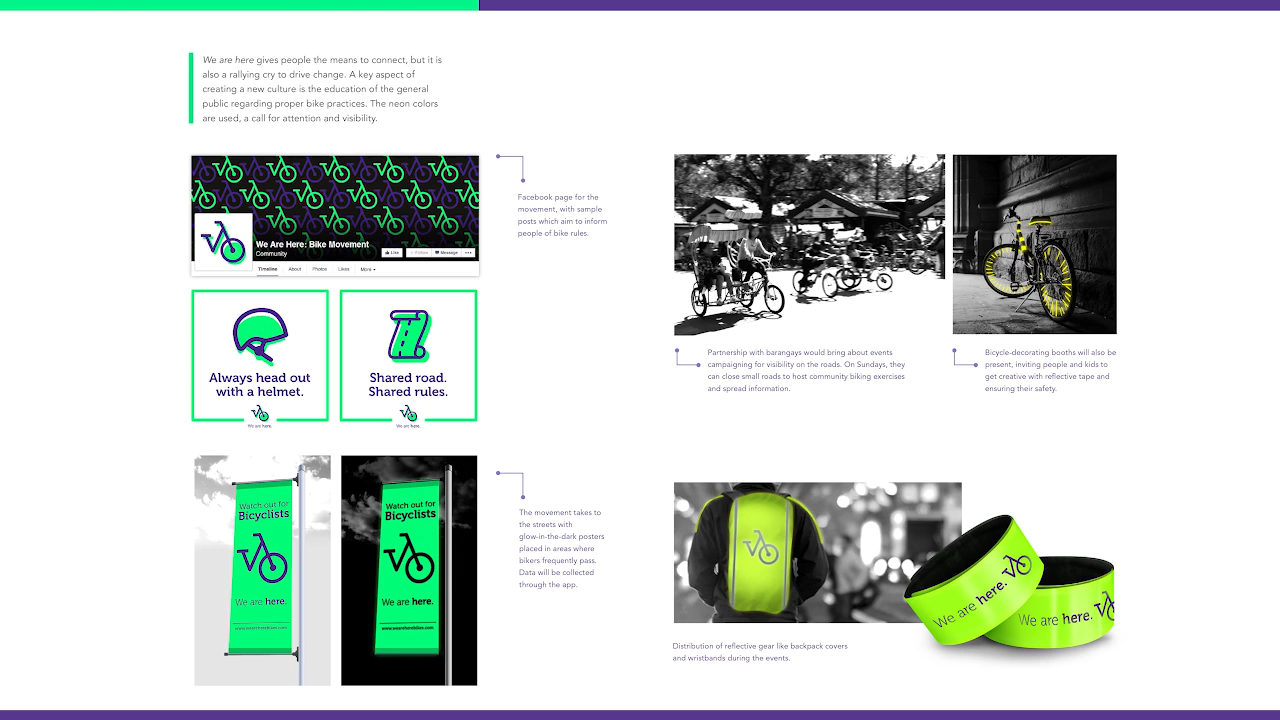 We are here gives people the means to connect, but it is
also a rallying cry to drive change. A key aspect of
creating a new culture is the education of the general
public regarding proper bike practices. The neon colors
are used, a call for attention and visibility.
We Are Here: Bike Movement
Community
Like
Follow
Message
Timeline
About
Photos
Likes
More
Facebook page for the
movement, with sample
posts which aim to inform
people of bike rules.
Always head out
with a helmet.
We are here.
Shared road.
Shared rules.
We are here.
Partnership with barangays would bring about events
campaigning for visibility on the roads. On Sundays, they
can close small roads to host community biking exercises
and spread information.
Bicycle-decorating booths will also be
present, inviting people and kids to
get creative with reflective tape and
ensuring their safety.
Watch out for
Bicyclists
We are here.
www.weareherebikes.com
Watch out for
Bicyclists
We are here.
www.weareherebikes.com
The movement takes to
the streets with
glow-in-the-dark posters
placed in areas where
bikers frequently pass.
Data will be collected
through the app.
We are here.
We are here.
Distribution of reflective gear like backpack covers
and wristbands during the events.